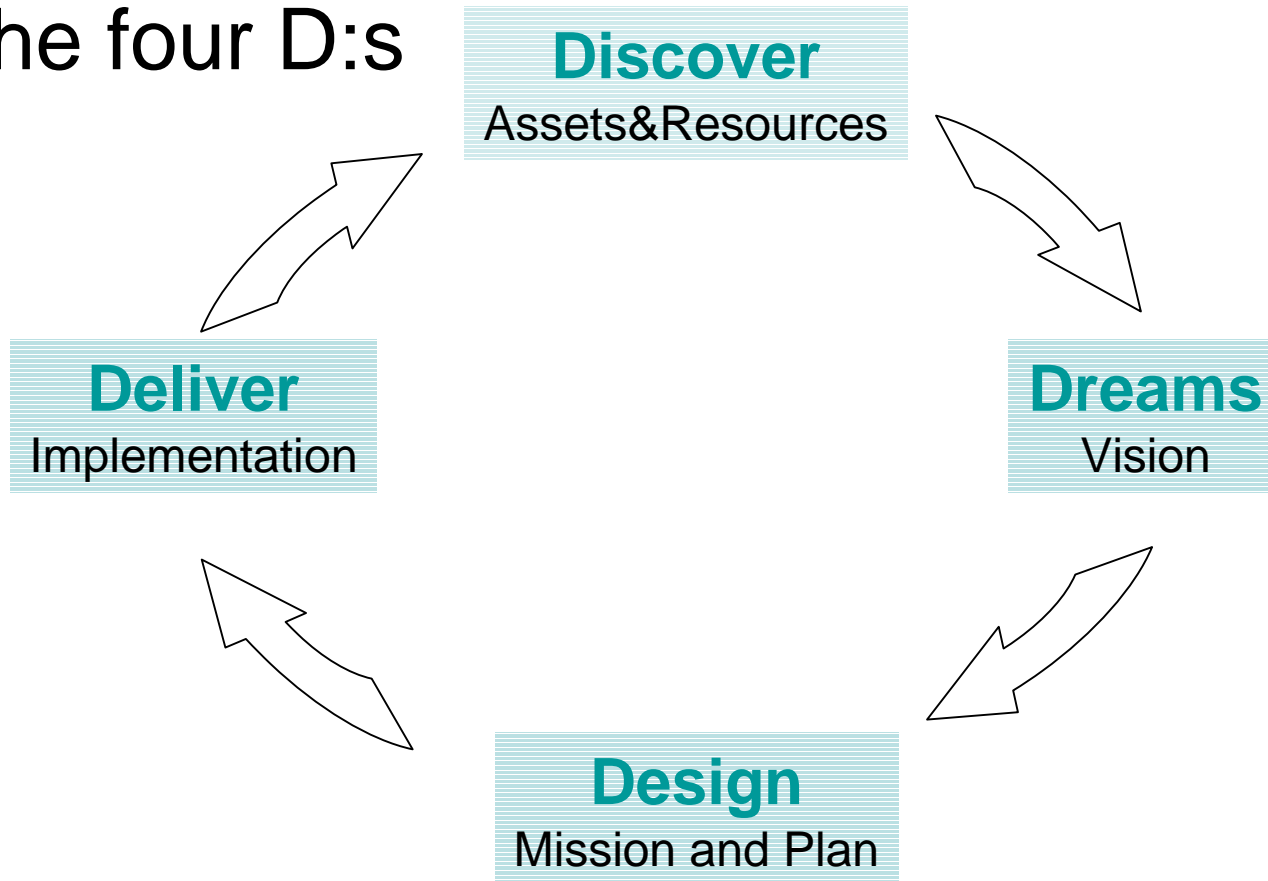 he four D:s
Discover
Assets&Resources
Dreams
Vision
Design
Mission and Plan
Deliver
Implementation